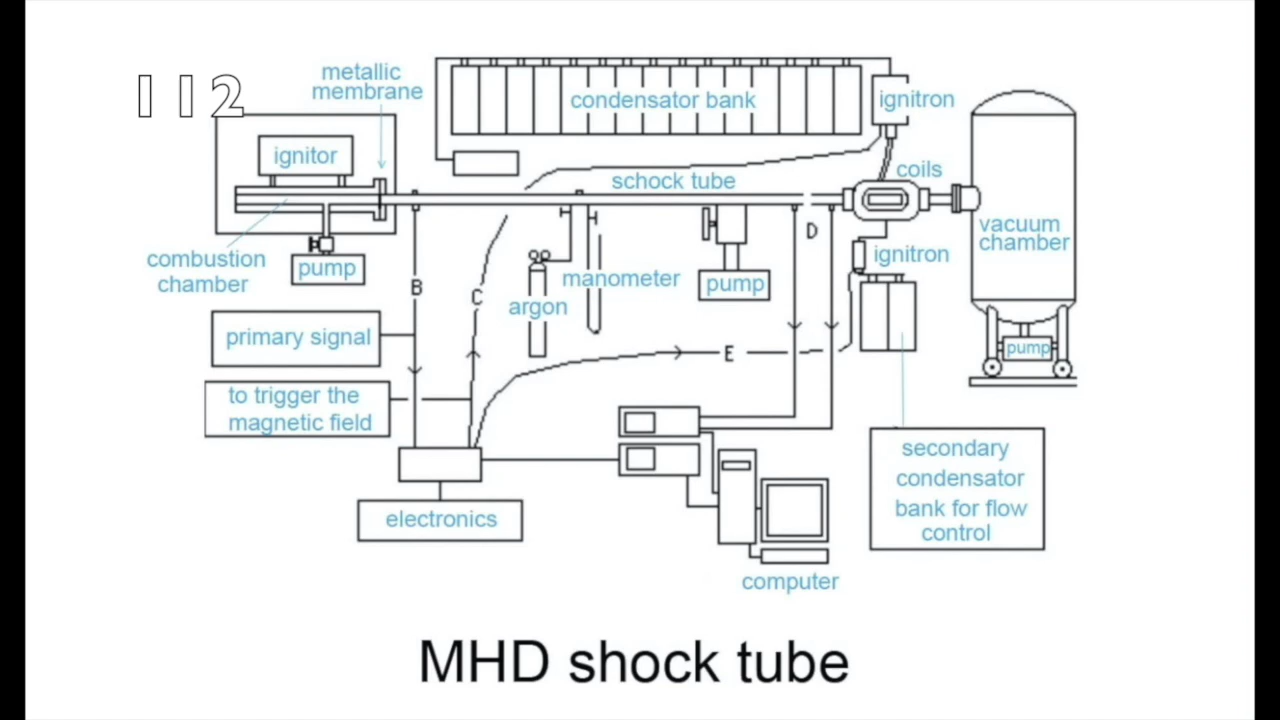 112
metallic
membrane
condensator bank
ignitron
ignitor
schock tube
coils
combustion
chamber
pump
B
C
argon
manometer
pump
D
ignitron
vacuum
chamber
pump
primary signal
E
to trigger the
magnetic field
electronics
computer
secondary
condensator
bank for flow
control
MHD shock tube